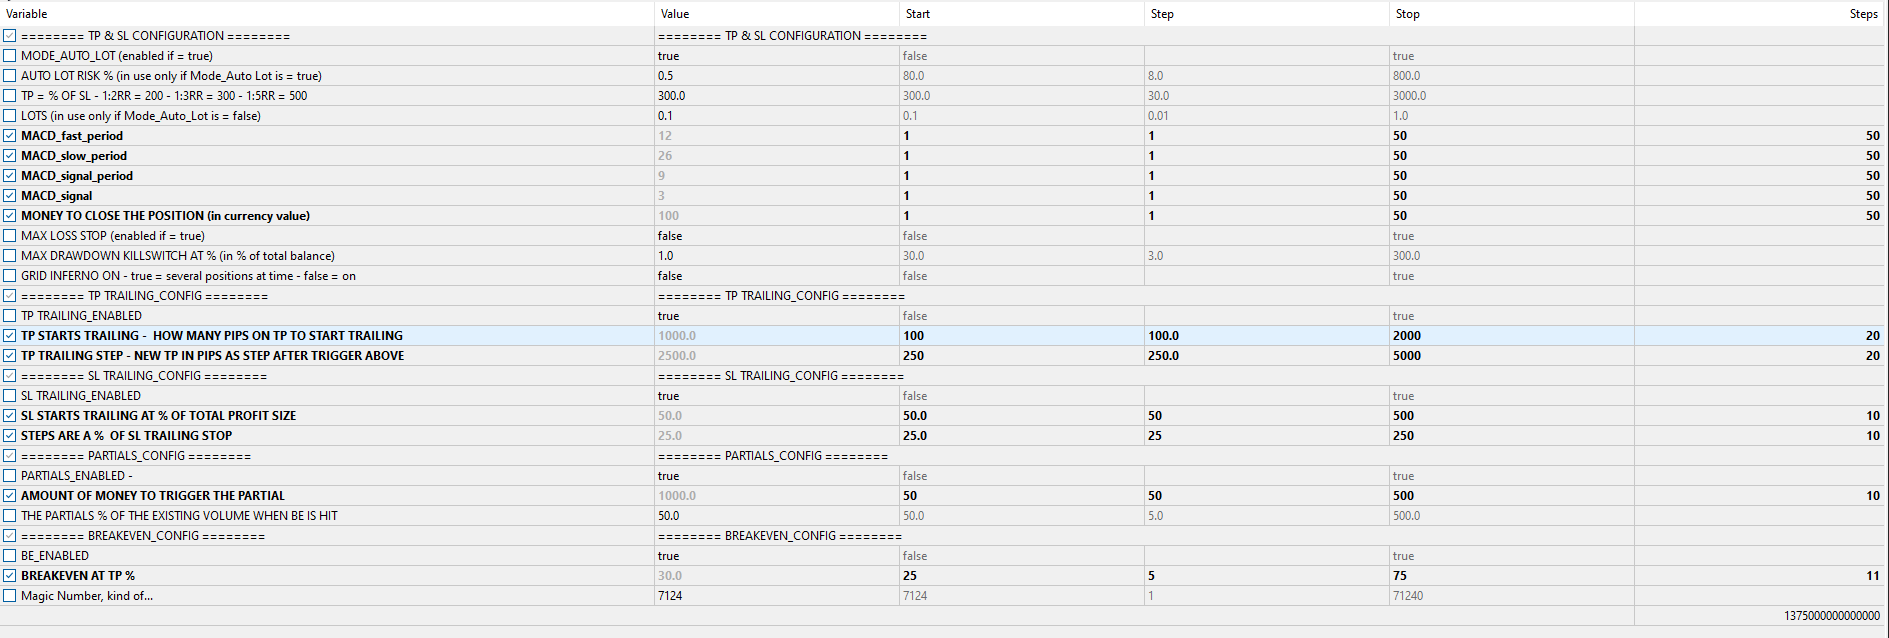 Variable Value Start Step Stop Steps
======== TP & SL CONFIGURATION ======== ======== TP & SL CONFIGURATION ========
MODE_AUTO_LOT (enabled if = true) true false true
AUTO LOT RISK % (in use only if Mode_Auto Lot is = true) 0.5 80.0 8.0 800.0
TP = % OF SL - 1:2RR = 200 - 1:3RR = 300 - 1:5RR = 500 300.0 300.0 30.0 3000.0
LOTS (in use only if Mode_Auto_Lot is = false) 0.1 0.1 0.01 1.0
MACD_fast_period 12 1 1 50 50
MACD_slow_period 26 1 1 50 50
MACD_signal_period 9 1 1 50 50
MACD_signal 3 1 1 50 50
MONEY TO CLOSE THE POSITION (in currency value) 100 1 1 50 50
MAX LOSS STOP (enabled if = true) false false true
MAX DRAWDOWN KILLSWITCH AT % (in % of total balance) 1.0 30.0 3.0 300.0
GRID INFERNO ON - true = several positions at time - false = on false false true
======== TP TRAILING_CONFIG ======== ======== TP TRAILING_CONFIG ========
TP TRAILING_ENABLED true false true
TP STARTS TRAILING - HOW MANY PIPS ON TP TO START TRAILING 1000.0 100 100.0 2000 20
TP TRAILING STEP - NEW TP IN PIPS AS STEP AFTER TRIGGER ABOVE 2500.0 250 250.0 5000 20
======== SL TRAILING_CONFIG ======== ======== SL TRAILING_CONFIG ========
SL TRAILING_ENABLED true false true
SL STARTS TRAILING AT % OF TOTAL PROFIT SIZE 50.0 50.0 50 500 10
STEPS ARE A % OF SL TRAILING STOP 25.0 25.0 25 250 10
======== PARTIALS_CONFIG ======== ======== PARTIALS_CONFIG ========
PARTIALS_ENABLED - true false true
AMOUNT OF MONEY TO TRIGGER THE PARTIAL 1000.0 50 50 500 10
THE PARTIALS % OF THE EXISTING VOLUME WHEN BE IS HIT 50.0 50.0 5.0 500.0
======== BREAKEVEN_CONFIG ======== ======== BREAKEVEN_CONFIG ========
BE_ENABLED true false true
BREAKEVEN AT TP % 30.0 25 5 75 11
Magic Number, kind of... 7124 7124 1 71240
1375000000000000